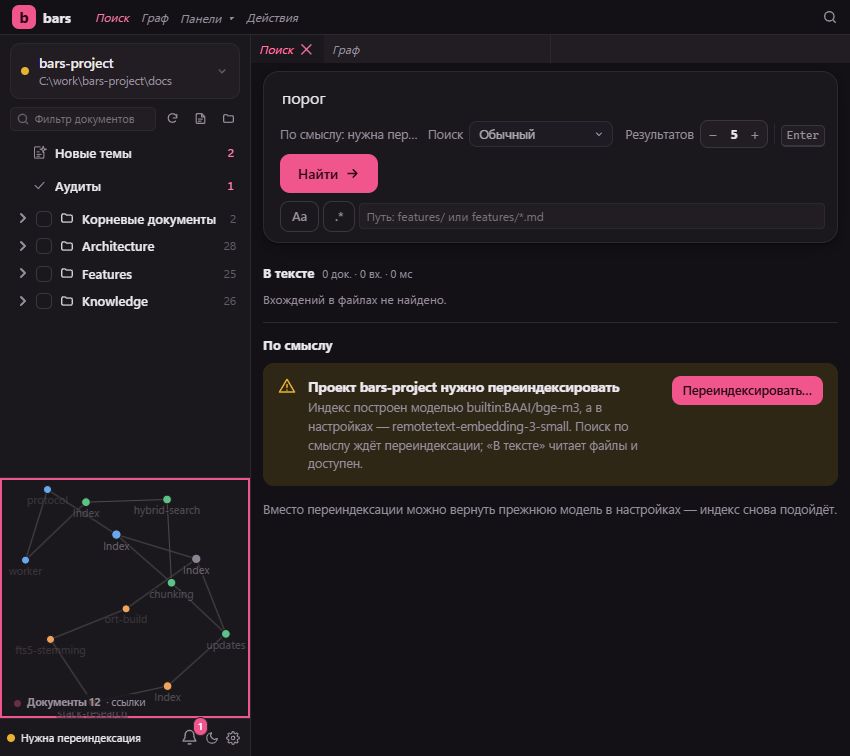 b bars Поиск Граф Панели Действия
bars-project
C:\work\bars-project\docs
Фильтр документов
Новые темы 2
Аудиты 1
Корневые документы 2
Architecture 28
Features 25
Knowledge 26
protocol
Index
hybrid-search
Index
Index
worker
chunking
ort-build
fts5-stemming
updates
Index
Документы 12 · ссылки
stack-research
Нужна переиндексация
1
Поиск Граф
порог
По смыслу: нужна пер... Поиск Обычный Результатов − 5 + Enter
Найти →
Aa .* Путь: features/ или features/*.md
В тексте 0 док. · 0 вх. · 0 мс
Вхождений в файлах не найдено.
По смыслу
Проект bars-project нужно переиндексировать
Индекс построен моделью builtin:BAAI/bge-m3, а в
настройках — remote:text-embedding-3-small. Поиск по
смыслу ждёт переиндексации; «В тексте» читает файлы и
доступен.
Переиндексировать...
Вместо переиндексации можно вернуть прежнюю модель в настройках — индекс снова подойдёт.